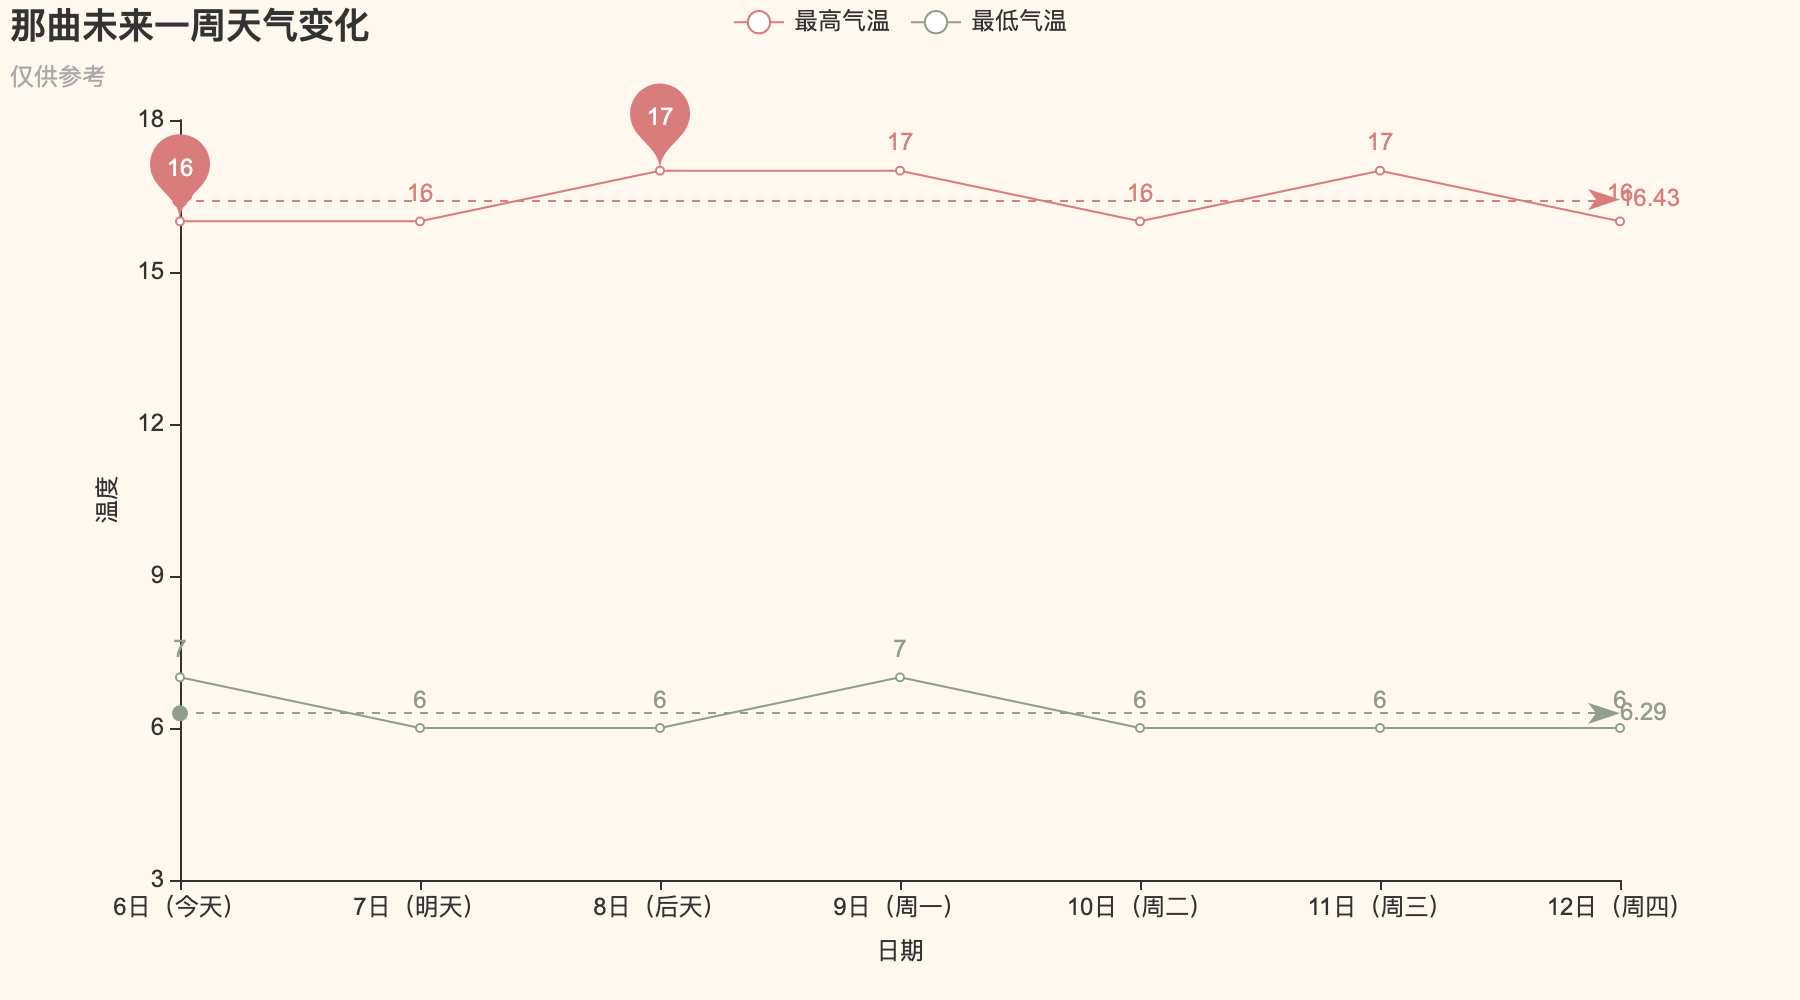 那曲未来一周天气变化
仅供参考
最高气温
最低气温
18
15
12
9
6
3
温度
16
16
17
17
16
17
16
16.43
7
6
6
7
6
6
6
6.29
6日（今天）
7日（明天）
8日（后天）
9日（周一）
10日（周二）
11日（周三）
12日（周四）
日期